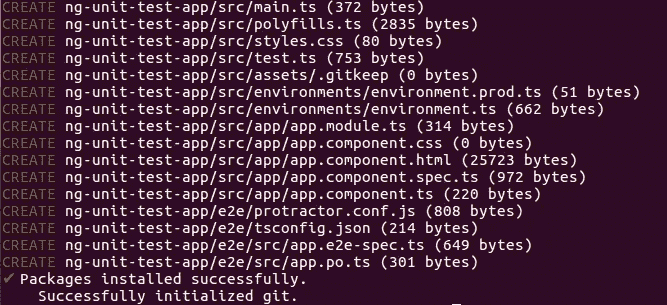 CREATE ng-unit-test-app/src/main.ts (372 bytes)
CREATE ng-unit-test-app/src/polyfills.ts (2835 bytes)
CREATE ng-unit-test-app/src/styles.css (80 bytes)
CREATE ng-unit-test-app/src/test.ts (753 bytes)
CREATE ng-unit-test-app/src/assets/.gitkeep (0 bytes)
CREATE ng-unit-test-app/src/environments/environment.prod.ts (51 bytes)
CREATE ng-unit-test-app/src/environments/environment.ts (662 bytes)
CREATE ng-unit-test-app/src/app/app.module.ts (314 bytes)
CREATE ng-unit-test-app/src/app/app.component.css (0 bytes)
CREATE ng-unit-test-app/src/app/app.component.html (25723 bytes)
CREATE ng-unit-test-app/src/app/app.component.spec.ts (972 bytes)
CREATE ng-unit-test-app/src/app/app.component.ts (220 bytes)
CREATE ng-unit-test-app/e2e/protractor.conf.js (808 bytes)
CREATE ng-unit-test-app/e2e/tsconfig.json (214 bytes)
CREATE ng-unit-test-app/e2e/src/app.e2e-spec.ts (649 bytes)
CREATE ng-unit-test-app/e2e/src/app.po.ts (301 bytes)
✔ Packages installed successfully.
Successfully initialized git.